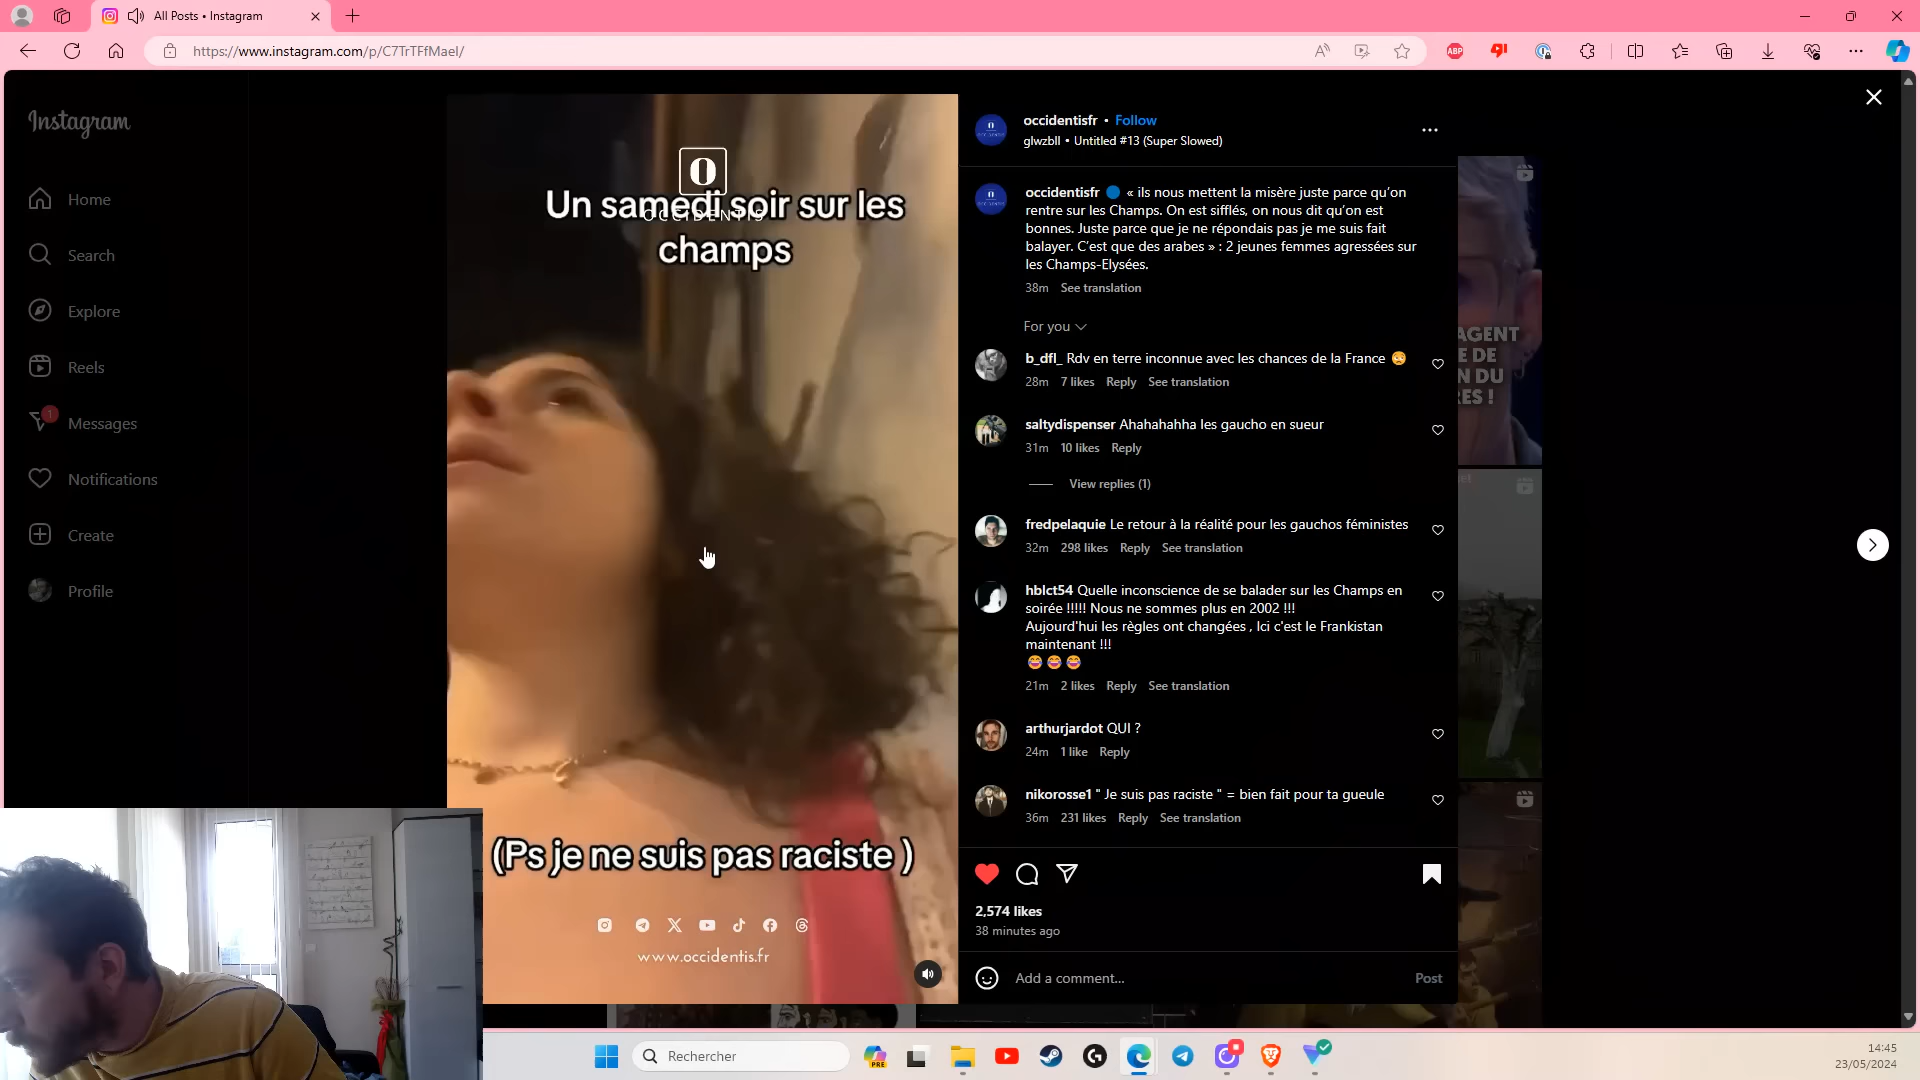 All Posts • Instagram
https://www.instagram.com/p/C7TrTFfMaeI/
ABP
Instagram
Home
Search
Explore
Reels
1
Messages
Notifications
Create
Profile
O
OCCIDENTIS
Un samedi soir sur les
champs
(Ps je ne suis pas raciste )
www.occidentis.fr
occidentisfr • Follow
glwzbll • Untitled #13 (Super Slowed)
occidentisfr 🔵 « ils nous mettent la misère juste parce qu’on
rentre sur les Champs. On est sifflés, on nous dit qu’on est
bonnes. Juste parce que je ne répondais pas je me suis fait
balayer. C’est que des arabes » : 2 jeunes femmes agressées sur
les Champs-Elysées.
38m See translation
For you
b_dfl_ Rdv en terre inconnue avec les chances de la France
28m 7 likes Reply See translation
saltydispenser Ahahahahha les gaucho en sueur
31m 10 likes Reply
View replies (1)
fredpelaquie Le retour à la réalité pour les gauchos féministes
32m 298 likes Reply See translation
hblct54 Quelle inconscience de se balader sur les Champs en
soirée !!!!! Nous ne sommes plus en 2002 !!!
Aujourd'hui les règles ont changées , Ici c'est le Frankistan
maintenant !!!
😂 😂 😂
21m 2 likes Reply See translation
arthurjardot QUI ?
24m 1 like Reply
nikorosse1 " Je suis pas raciste " = bien fait pour ta gueule
36m 231 likes Reply See translation
2,574 likes
38 minutes ago
Add a comment...
Post
AGENT
E DE
N DU
RES !
Rechercher
PRE
14:45
23/05/2024